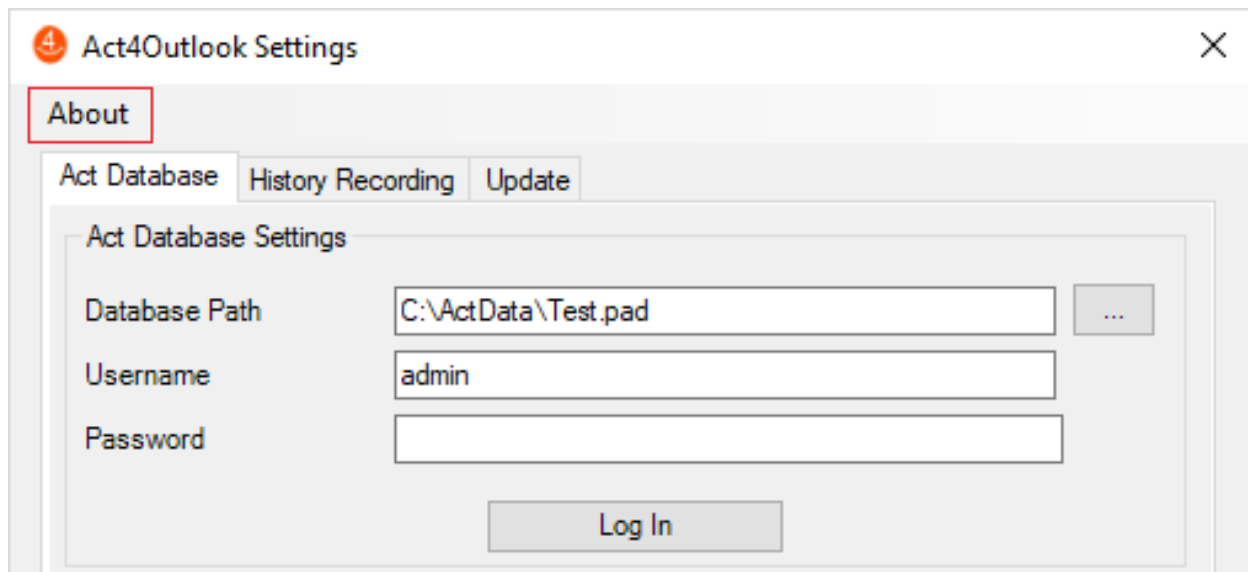 Act4Outlook Settings
About
Act Database History Recording Update
Act Database Settings
Database Path C:\ActData\Test.pad ...
Username admin
Password
Log In